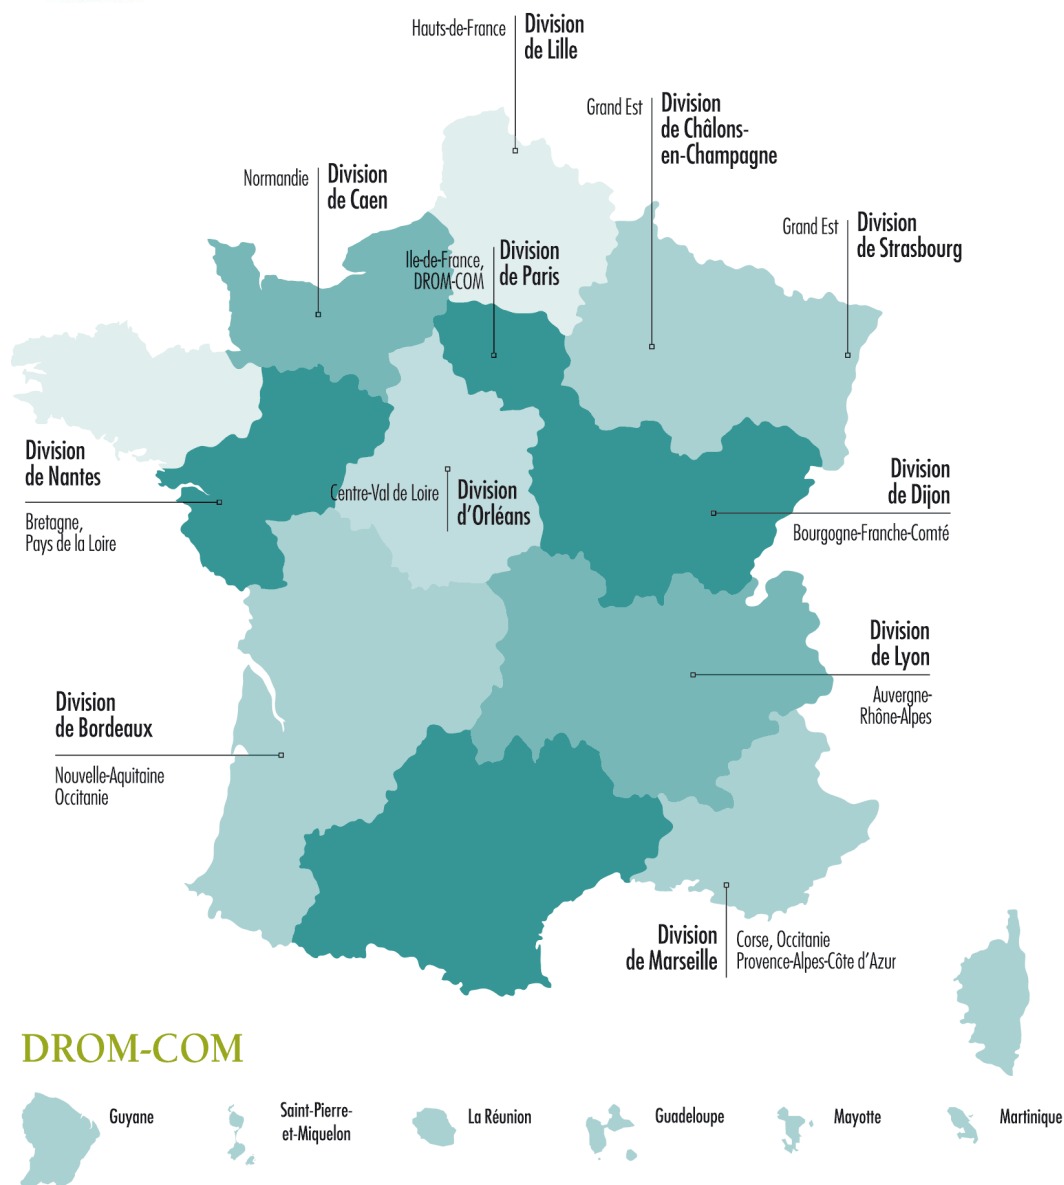 Hauts-de-France
Division
de Lille
Grand Est
Division
de Châlons-
en-Champagne
Normandie
Division
de Caen
Grand Est
Division
de Strasbourg
Ile-de-France,
DROM-COM
Division
de Paris
Division
de Nantes
Bretagne,
Pays de la Loire
Centre-Val de Loire
Division
d'Orléans
Division
de Dijon
Bourgogne-Franche-Comté
Division
de Lyon
Auvergne-
Rhône-Alpes
Division
de Bordeaux
Nouvelle-Aquitaine
Occitanie
Division
de Marseille
Corse, Occitanie
Provence-Alpes-Côte d'Azur
DROM-COM
Guyane
Saint-Pierre-
et-Miquelon
La Réunion
Guadeloupe
Mayotte
Martinique